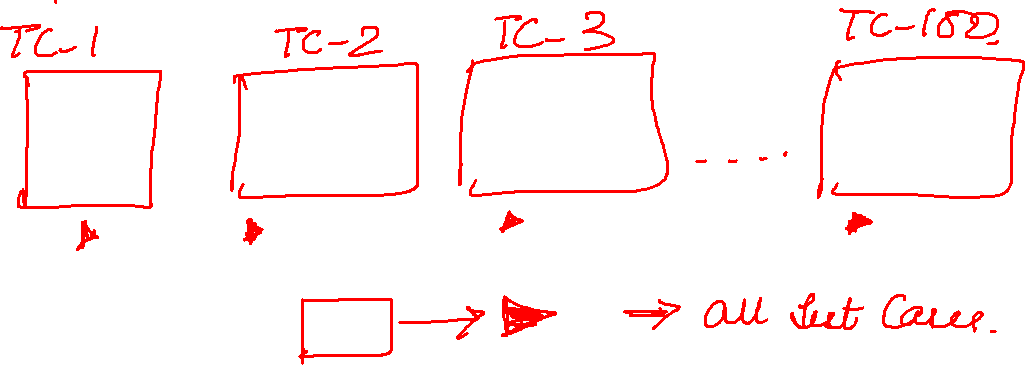 TC-1 TC-2 TC-3 TC-100
All Test Cases.